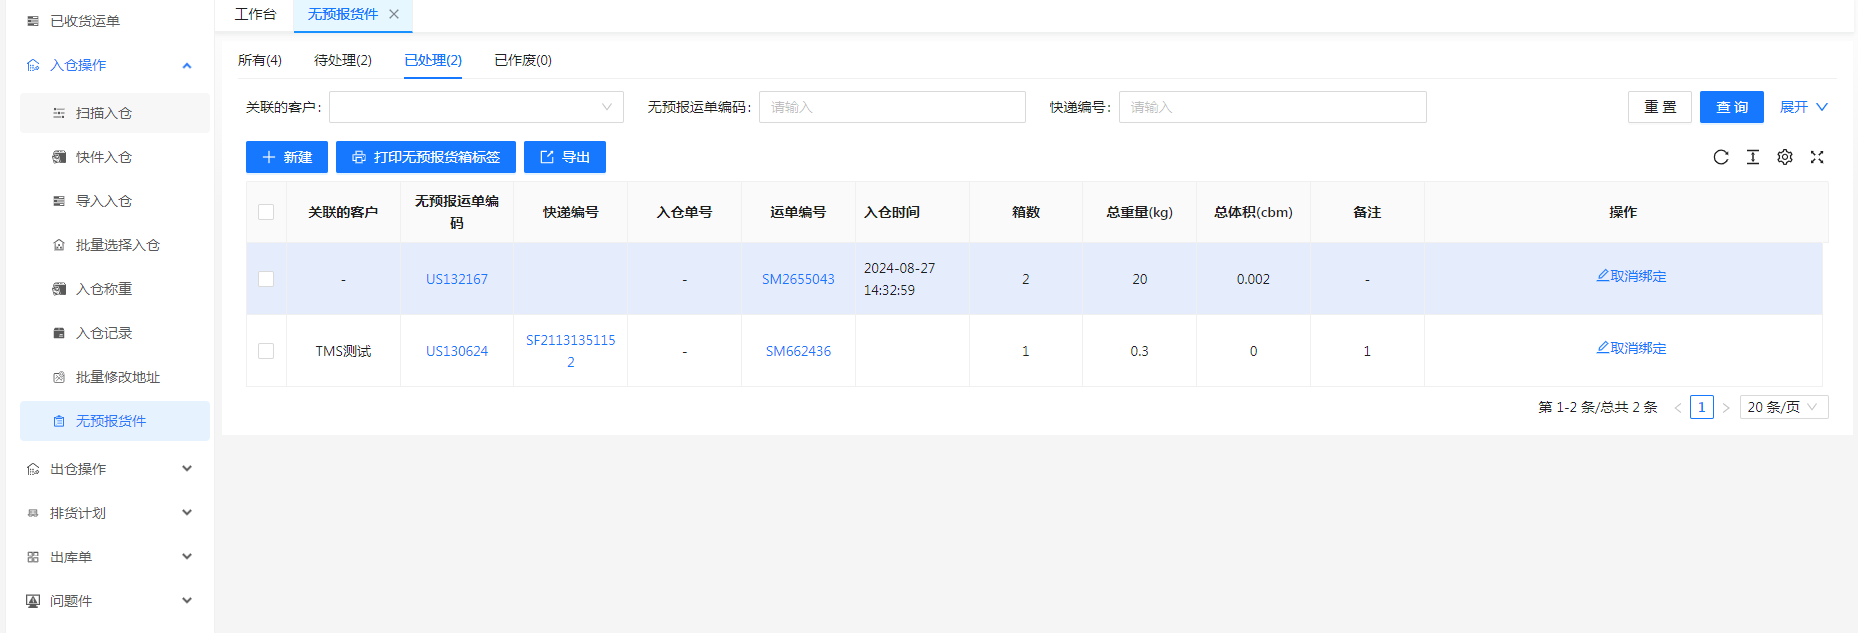 已收货运单
入仓操作
扫描入仓
快件入仓
导入入仓
批量选择入仓
入仓称重
入仓记录
批量修改地址
无预报货件
出仓操作
排货计划
出库单
问题件
工作台 无预报货件
所有(4) 待处理(2) 已处理(2) 已作废(0)
关联的客户: 无预报运单编码: 请输入 快递编号: 请输入 重 置 查 询 展开
新建 打印无预报货箱标签 导出
关联的客户 无预报运单编码 快递编号 入仓单号 运单编号 入仓时间 箱数 总重量(kg) 总体积(cbm) 备注 操作
- US132167 - SM2655043 2024-08-27 14:32:59 2 20 0.002 - 取消绑定
TMS测试 US130624 SF21131351152 - SM662436 1 0.3 0 1 取消绑定
第 1-2 条/总共 2 条 1 20 条/页